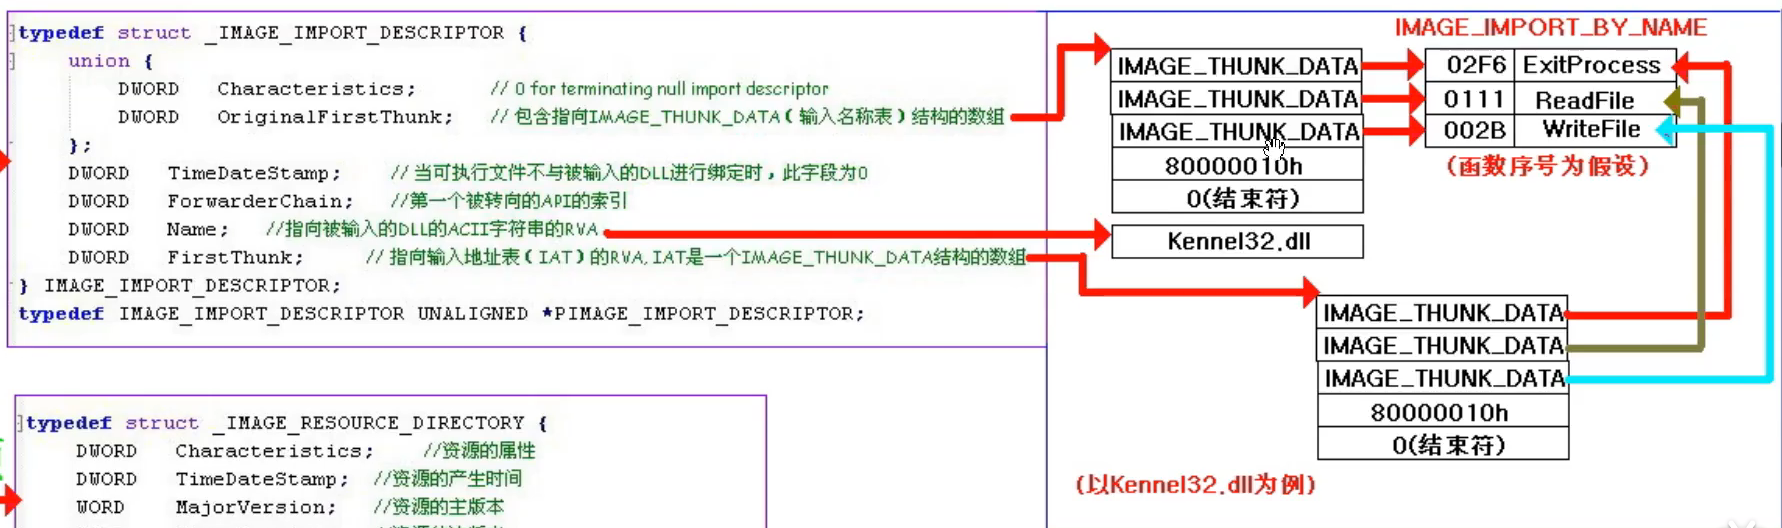 typedef struct _IMAGE_IMPORT_DESCRIPTOR {
union {
DWORD Characteristics; // 0 for terminating null import descriptor
DWORD OriginalFirstThunk; // 包含指向IMAGE_THUNK_DATA(输入名称表)结构的数组
};
DWORD TimeDateStamp; // 当可执行文件不与被输入的DLL进行绑定时，此字段为0
DWORD ForwarderChain; //第一个被转向的API的索引
DWORD Name; //指向被输入的DLL的ACII字符串的RVA
DWORD FirstThunk; // 指向输入地址表(IAT)的RVA,IAT是一个IMAGE_THUNK_DATA结构的数组
} IMAGE_IMPORT_DESCRIPTOR;
typedef IMAGE_IMPORT_DESCRIPTOR UNALIGNED *PIMAGE_IMPORT_DESCRIPTOR;
IMAGE_IMPORT_BY_NAME
IMAGE_THUNK_DATA 02F6 ExitProcess
IMAGE_THUNK_DATA 0111 ReadFile
IMAGE_THUNK_DATA 002B WriteFile
80000010h
(函数序号为假设)
0(结束符)
Kennel32.dll
IMAGE_THUNK_DATA
IMAGE_THUNK_DATA
IMAGE_THUNK_DATA
80000010h
0(结束符)
(以Kennel32.dll为例)
typedef struct _IMAGE_RESOURCE_DIRECTORY {
DWORD Characteristics; //资源的属性
DWORD TimeDateStamp; //资源的产生时间
WORD MajorVersion; //资源的主版本